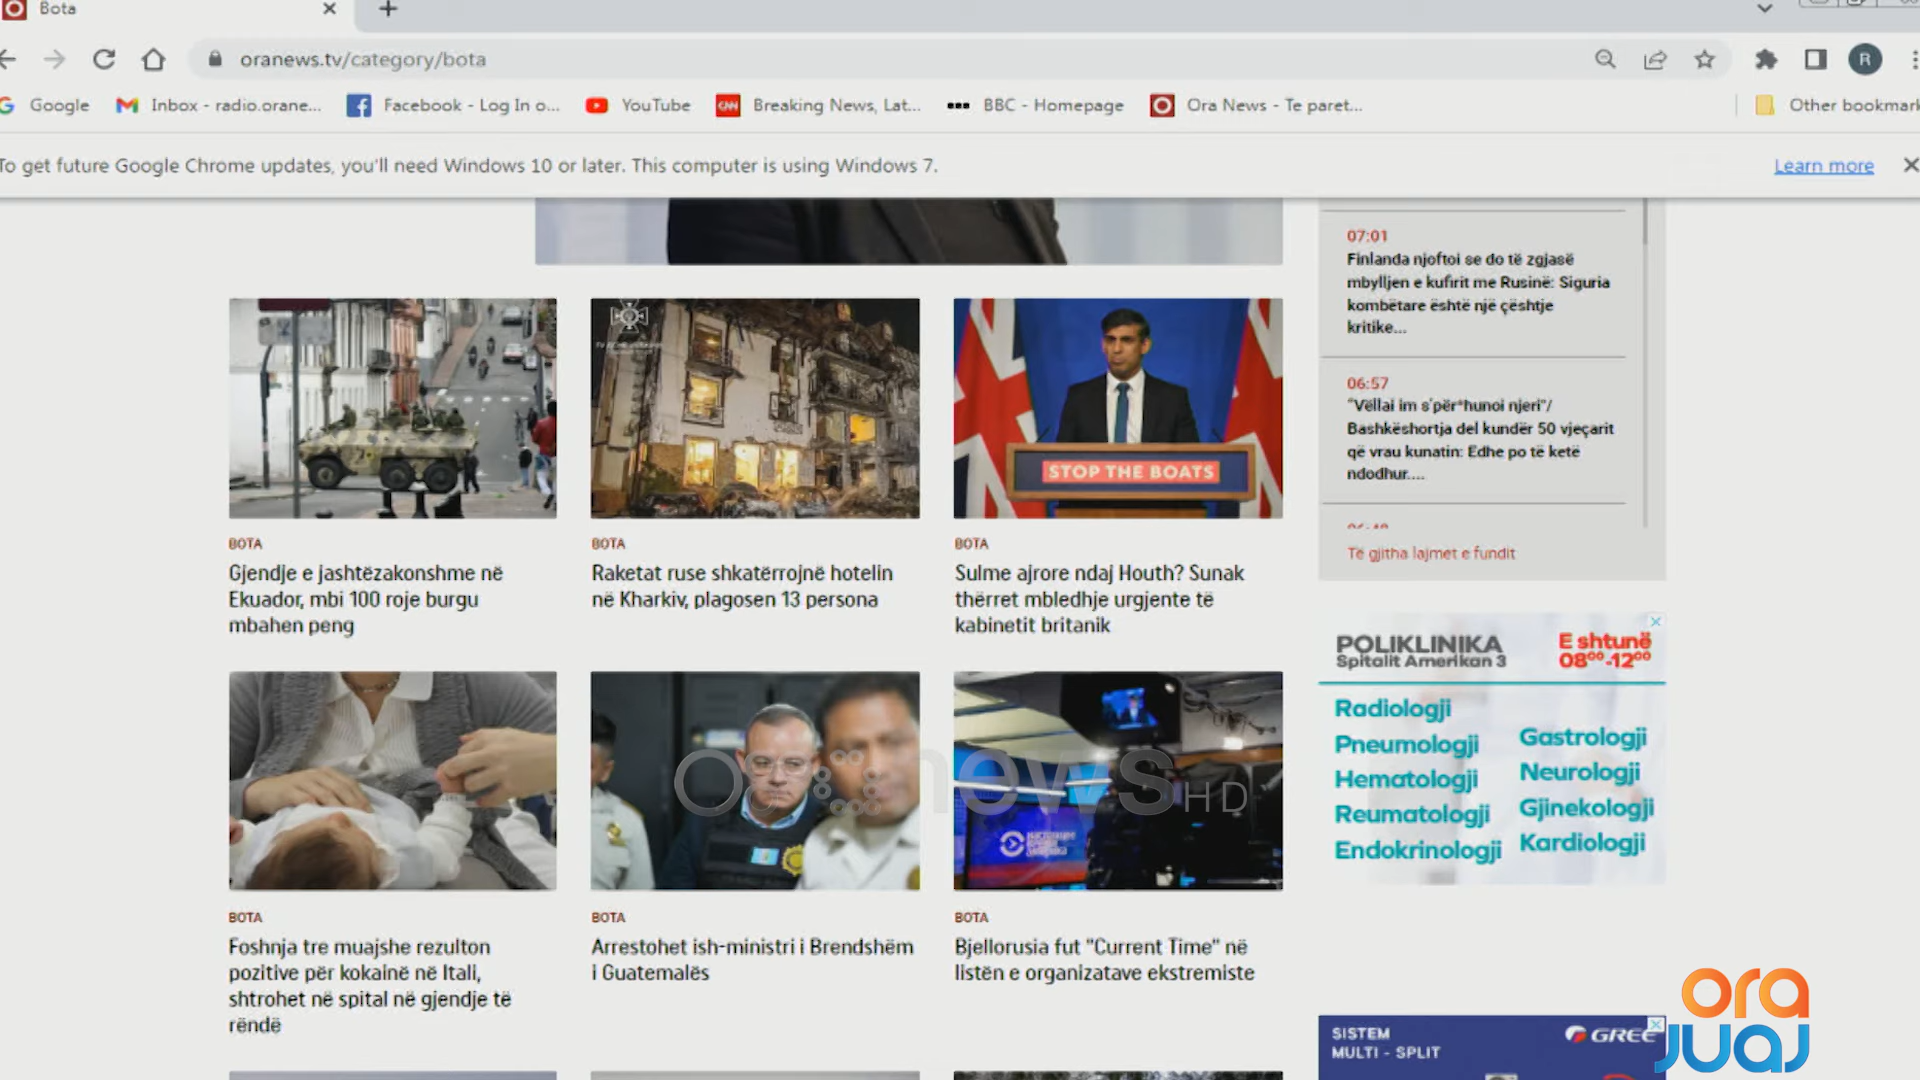 Bota
oranews.tv/category/bota
Google
Inbox - radio.orane...
Facebook - Log In o...
YouTube
CNN
Breaking News, Lat...
BBC - Homepage
Ora News - Te paret...
Other bookmark
To get future Google Chrome updates, you'll need Windows 10 or later. This computer is using Windows 7.
Learn more
R
07:01
Finlanda njoftoi se do të zgjasë
mbylljen e kufirit me Rusinë: Siguria
kombëtare është një çështje
kritike...
06:57
"Vëllai im s'për*hunoi njeri"/
Bashkëshortja del kundër 50 vjeçarit
që vrau kunatin: Edhe po të ketë
ndodhur....
Të gjitha lajmet e fundit
STOP THE BOATS
BOTA
Gjendje e jashtëzakonshme në
Ekuador, mbi 100 roje burgu
mbahen peng
BOTA
Raketat ruse shkatërrojnë hotelin
në Kharkiv, plagosen 13 persona
BOTA
Sulme ajrore ndaj Houth? Sunak
thërret mbledhje urgjente të
kabinetit britanik
POLIKLINIKA
Spitalit Amerikan 3
E shtunë
08⁰⁰-12⁰⁰
Radiologji
Pneumologji
Hematologji
Reumatologji
Endokrinologji
Gastrologji
Neurologji
Gjinekologji
Kardiologji
news HD
BOTA
Foshnja tre muajshe rezulton
pozitive për kokainë në Itali,
shtrohet në spital në gjendje të
rëndë
BOTA
Arrestohet ish-ministri i Brendshëm
i Guatemalës
BOTA
Bjellorusia fut "Current Time" në
listën e organizatave ekstremiste
SISTEM
MULTI - SPLIT
GREE
ora
juaj